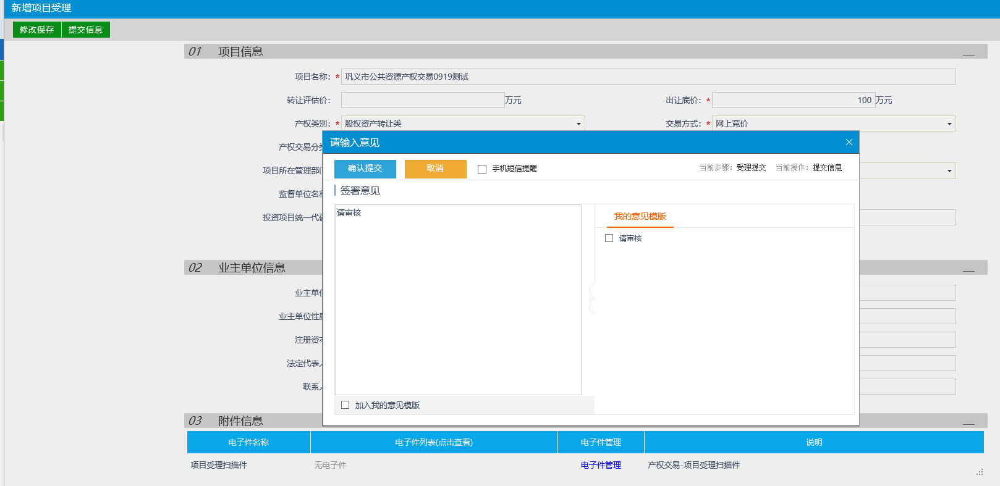 新增项目受理
修改保存 提交信息
01 项目信息
项目名称: * 巩义市公共资源产权交易0919测试
转让评估价: 万元 出让底价: * 100 万元
产权类别: * 股权资产转让类 交易方式: * 网上竞价
请输入意见
产权交易分
项目所在管理部
监督单位名
投资项目统一代
确认提交 取消 手机短信提醒 当前步骤: 受理提交 当前操作: 提交信息
签署意见
请审核
我的意见模版
请审核
加入我的意见模版
02 业主单位信息
业主单
业主单位性
注册资
法定代表
联系
03 附件信息
电子件名称 电子件列表(点击查看) 电子件管理 说明
项目受理扫描件 无电子件 电子件管理 产权交易-项目受理扫描件